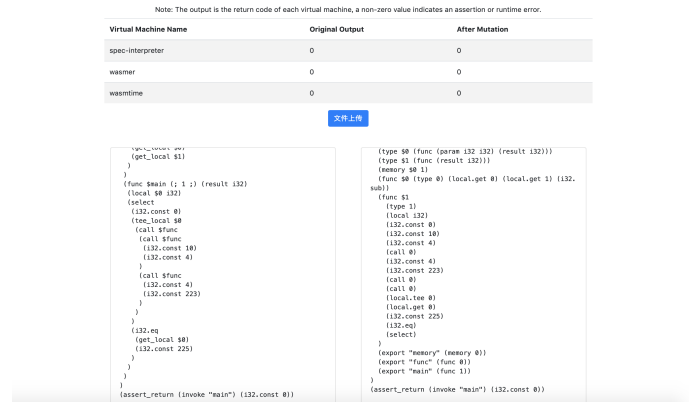 Note: The output is the return code of each virtual machine, a non-zero value indicates an assertion or runtime error.
Virtual Machine Name Original Output After Mutation
spec-interpreter 0 0
wasmer 0 0
wasmtime 0 0
文件上传
(get_local $0)
(get_local $1)
)
)
(func $main (; 1 ;) (result i32)
(local $0 i32)
(select
(i32.const 0)
(tee_local $0
(call $func
(call $func
(i32.const 10)
(i32.const 4)
)
(call $func
(i32.const 4)
(i32.const 223)
)
)
)
(i32.eq
(get_local $0)
(i32.const 225)
)
)
)
)
(assert_return (invoke "main") (i32.const 0))
(type $0 (func (param i32 i32) (result i32)))
(type $1 (func (result i32)))
(memory $0 1)
(func $0 (type 0) (local.get 0) (local.get 1) (i32.
sub))
(func $1
(type 1)
(local i32)
(i32.const 0)
(i32.const 10)
(i32.const 4)
(call 0)
(i32.const 4)
(i32.const 223)
(call 0)
(call 0)
(local.tee 0)
(local.get 0)
(i32.const 225)
(i32.eq)
(select)
)
(export "memory" (memory 0))
(export "func" (func 0))
(export "main" (func 1))
)
(assert_return (invoke "main") (i32.const 0))